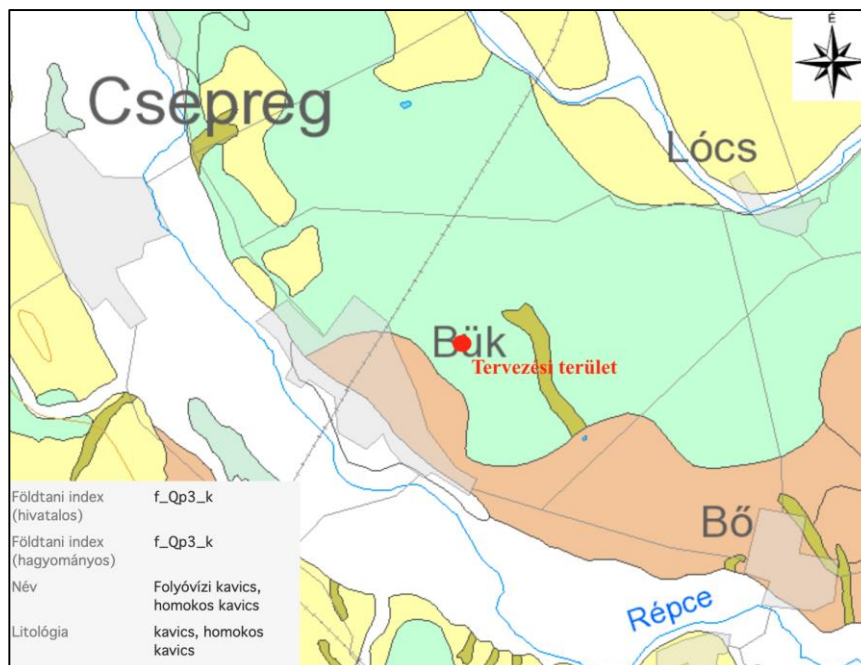 É
Csepreg
Lócs
Bük
Tervezési terület
Földtani index
(hivatalos)
f_Qp3_k
Földtani index
(hagyományos)
f_Qp3_k
Név
Folyóvízi kavics,
homokos kavics
Litológia
kavics, homokos
kavics
Bő
Répce